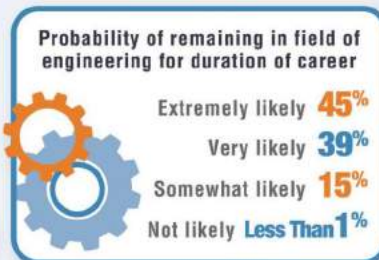 Probability of remaining in field of
engineering for duration of career
Extremely likely 45%
Very likely 39%
Somewhat likely 15%
Not likely Less Than 1%